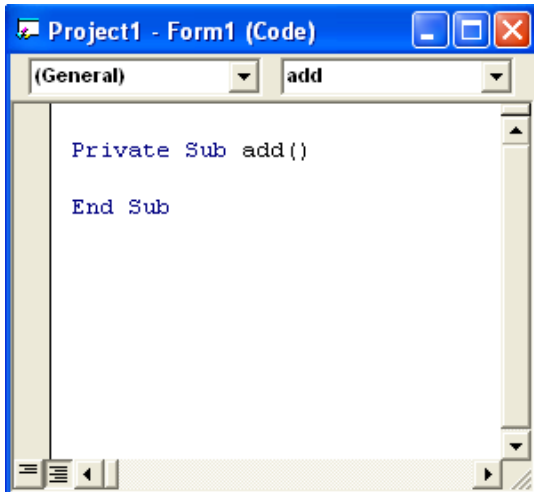 Project1 - Form1 (Code)
(General) add
Private Sub add()
End Sub